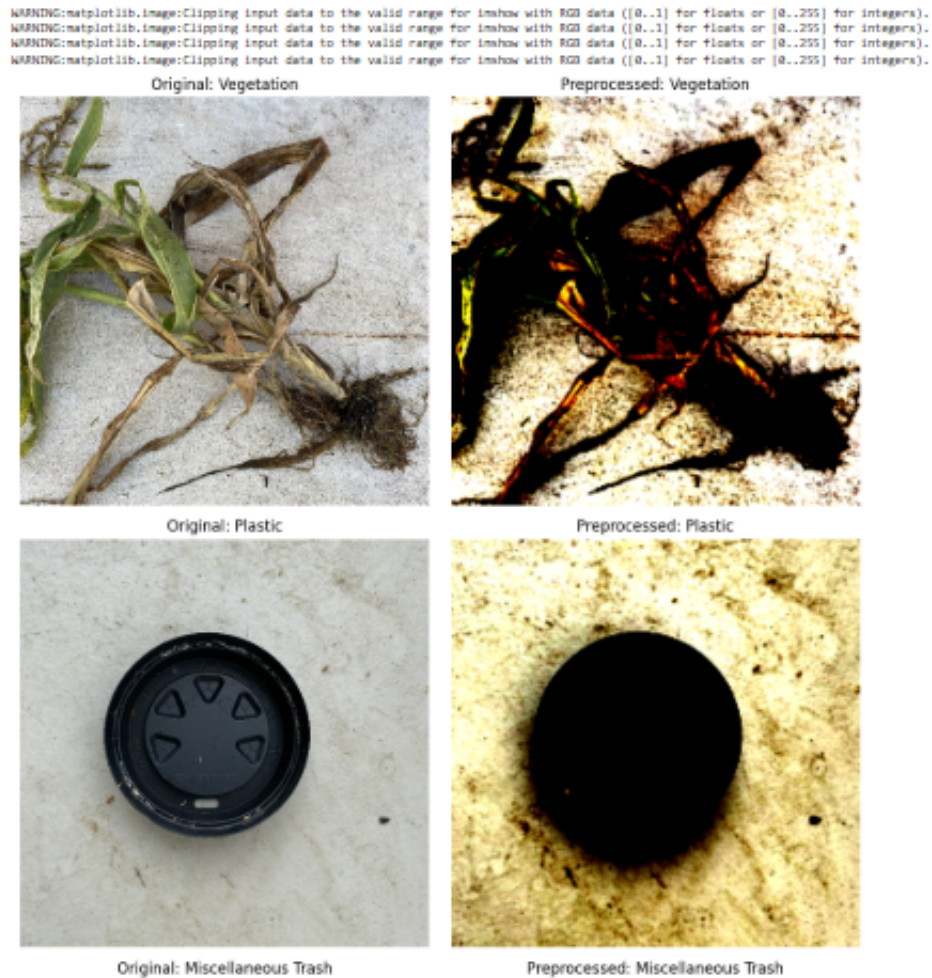 WARNING:matplotlib.image:Clipping input data to the valid range for imshow with RGB data ([0..1] for floats or [0..255] for integers).
WARNING:matplotlib.image:Clipping input data to the valid range for imshow with RGB data ([0..1] for floats or [0..255] for integers).
WARNING:matplotlib.image:Clipping input data to the valid range for imshow with RGB data ([0..1] for floats or [0..255] for integers).
WARNING:matplotlib.image:Clipping input data to the valid range for imshow with RGB data ([0..1] for floats or [0..255] for integers).
Original: Vegetation
Preprocessed: Vegetation
Original: Plastic
Preprocessed: Plastic
Original: Miscellaneous Trash
Preprocessed: Miscellaneous Trash